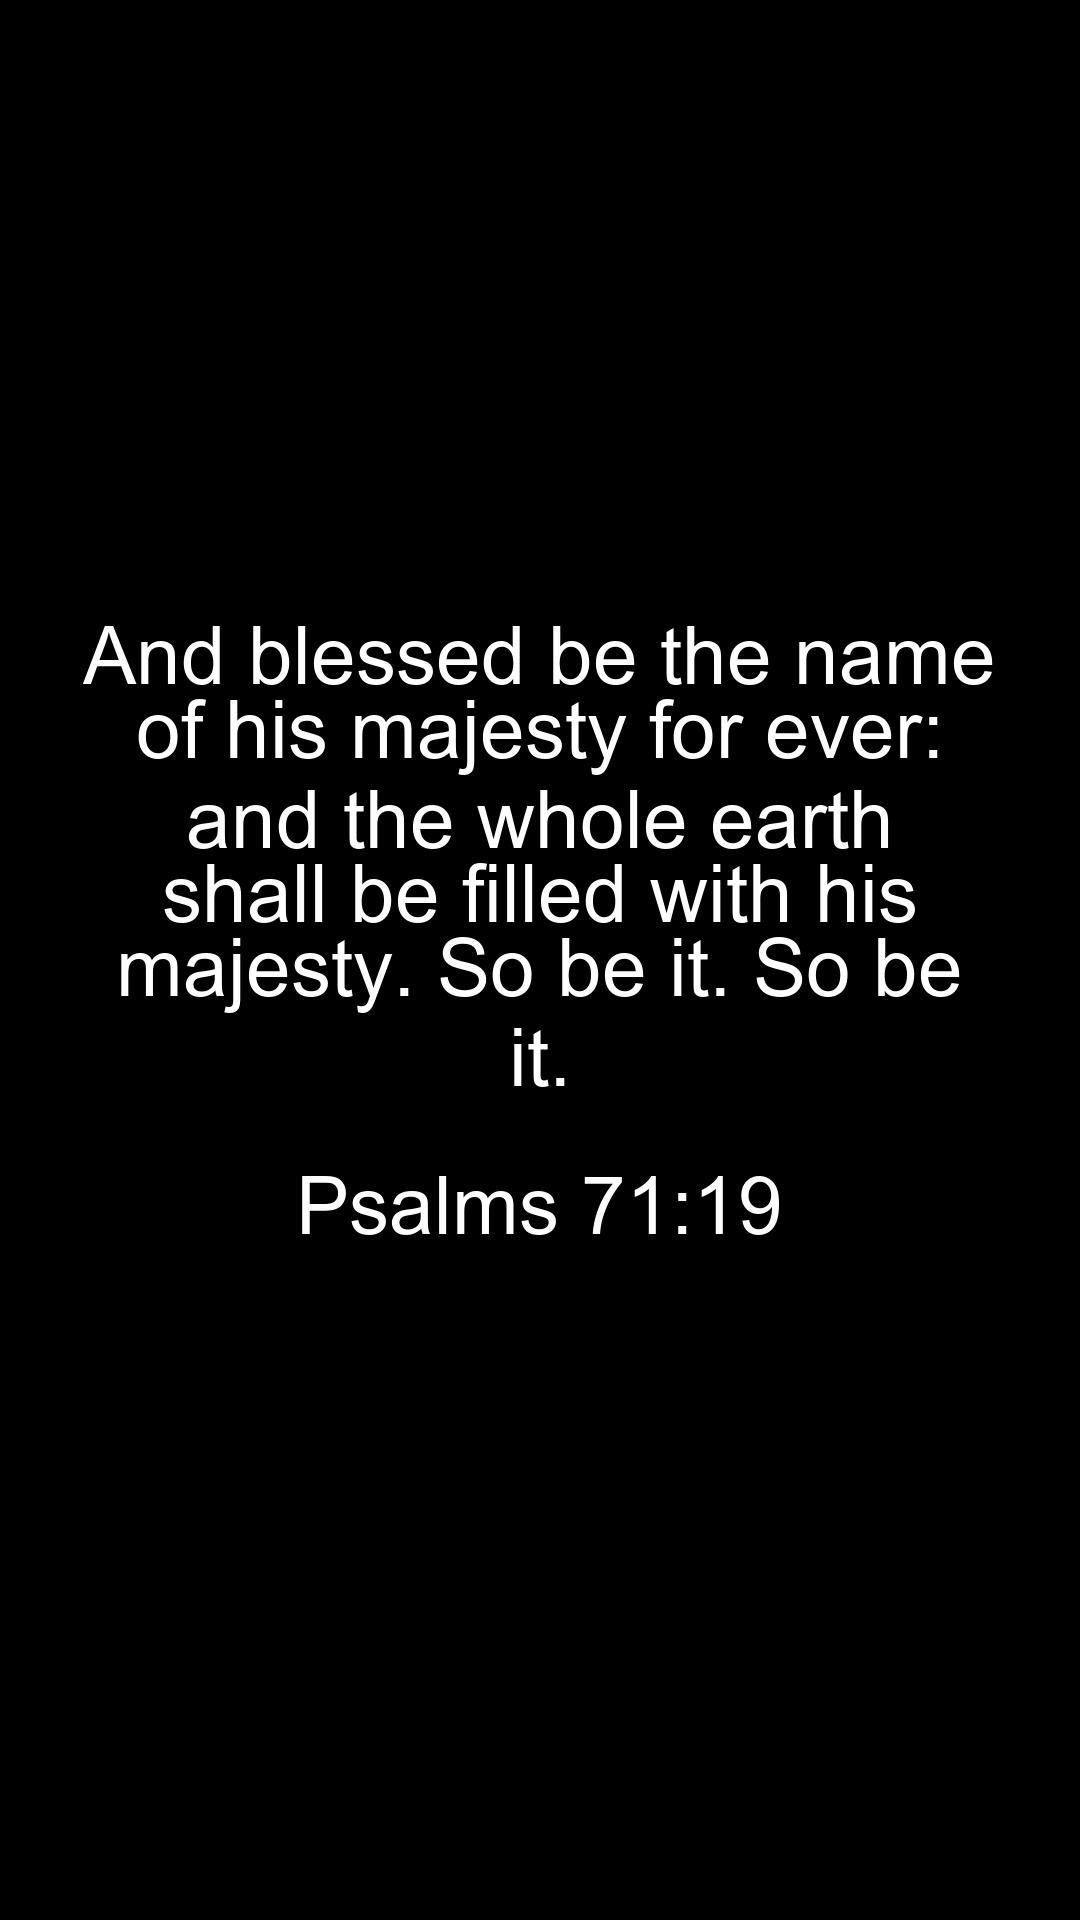 And blessed be the name
of his majesty for ever:
and the whole earth
shall be filled with his
majesty. So be it. So be
it.
Psalms 71:19